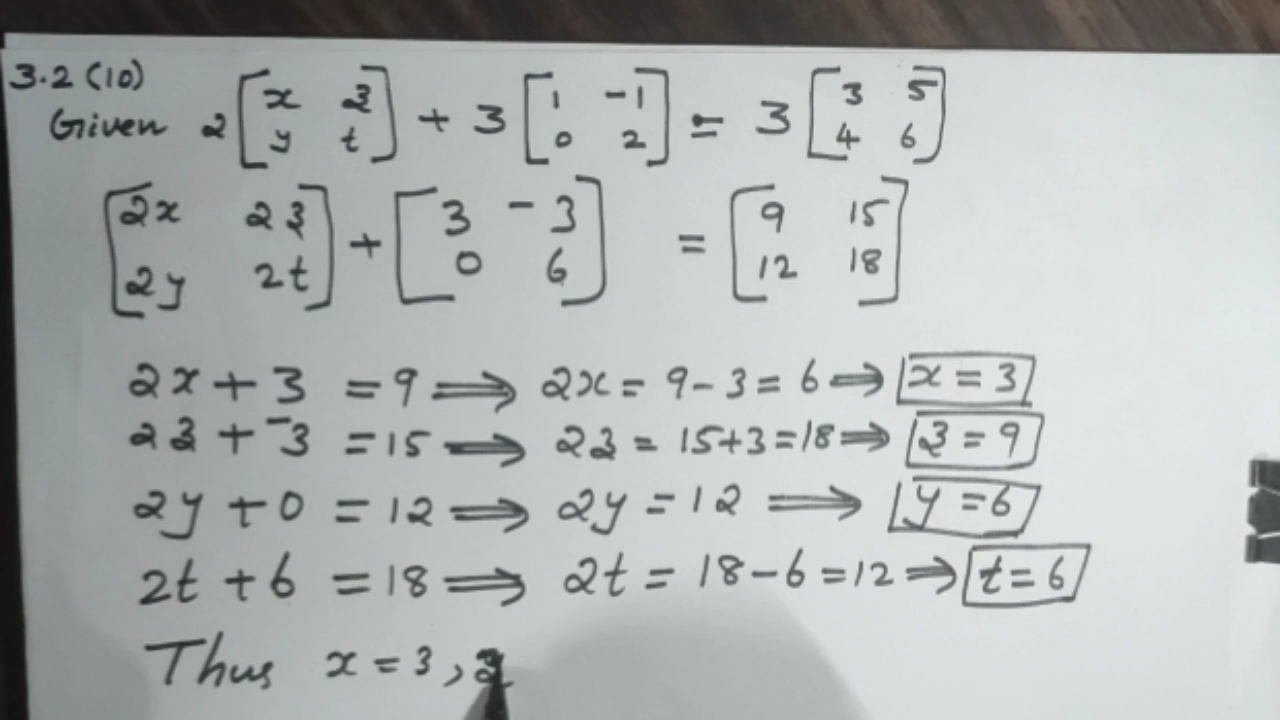 3.2 (10)
Given 2 [x z; y t] + 3 [1 -1; 0 2] = 3 [3 5; 4 6]
[2x 2z; 2y 2t] + [3 -3; 0 6] = [9 15; 12 18]
2x + 3 = 9 ⟹ 2x = 9 - 3 = 6 ⟹ x = 3
2z + -3 = 15 ⟹ 2z = 15+3 = 18 ⟹ z = 9
2y + 0 = 12 ⟹ 2y = 12 ⟹ y = 6
2t + 6 = 18 ⟹ 2t = 18 - 6 = 12 ⟹ t = 6
Thus x = 3, z